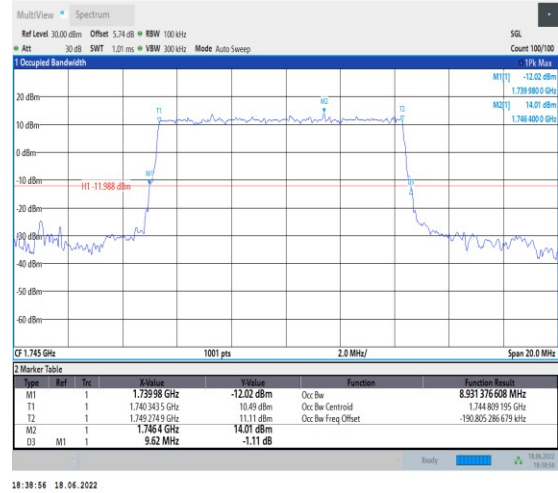 MultiView Spectrum
Ref Level 30.00 dBm Offset 5.74 dB RBW 100 kHz SGL
Att 30 dB SWT 1.01 ms VBW 300 kHz Mode Auto Sweep Count 100/100
1 Occupied Bandwidth 1Pk Max
M1[1] -12.02 dBm
1.739 980 0 GHz
M2[1] 14.01 dBm
1.746 400 0 GHz
20 dBm
M2
T1 T2
10 dBm
0 dBm
-10 dBm
M1 D3
H1 -11.988 dBm
-20 dBm
-30 dBm
-40 dBm
-50 dBm
-60 dBm
CF 1.745 GHz 1001 pts 2.0 MHz/ Span 20.0 MHz
2 Marker Table
Type Ref Trc X-Value Y-Value Function Function Result
M1 1 1.739 98 GHz -12.02 dBm Occ Bw 8.931 376 608 MHz
T1 1 1.740 343 5 GHz 10.49 dBm Occ Bw Centroid 1.744 809 195 GHz
T2 1 1.749 274 9 GHz 11.11 dBm Occ Bw Freq Offset -190.805 286 679 kHz
M2 1 1.746 4 GHz 14.01 dBm
D3 M1 1 9.62 MHz -1.11 dB
Ready 18.06.2022
18:38:56
18:38:56 18.06.2022